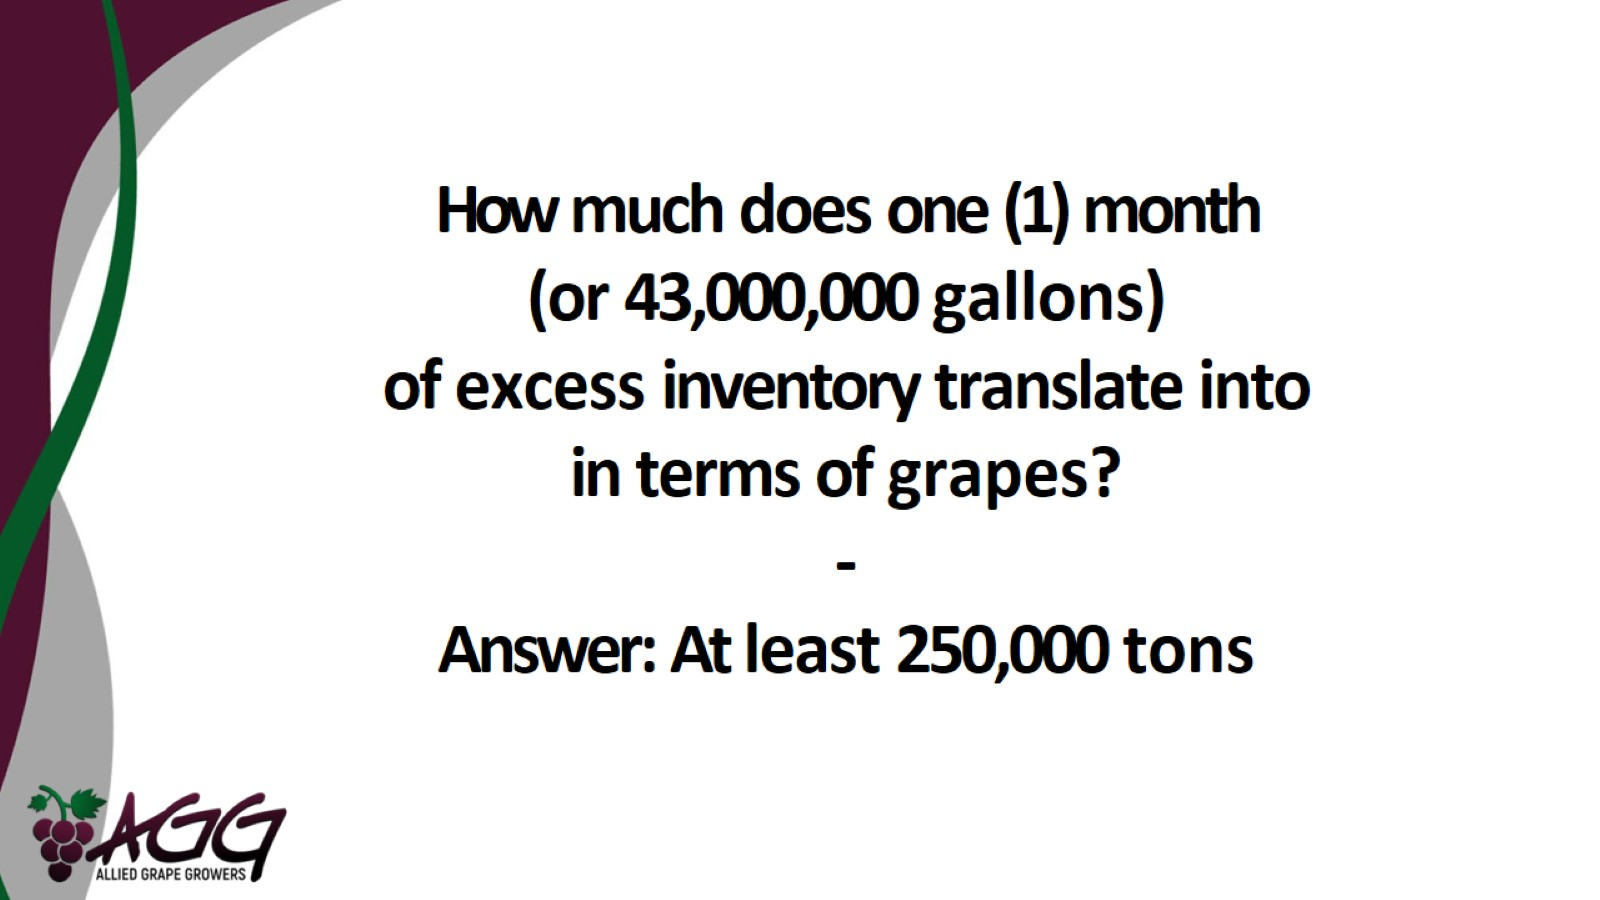 How much does one (1) month
(or 43,000,000 gallons)
of excess inventory translate into
in terms of grapes?
-
Answer: At least 250,000 tons
AGG
ALLIED GRAPE GROWERS